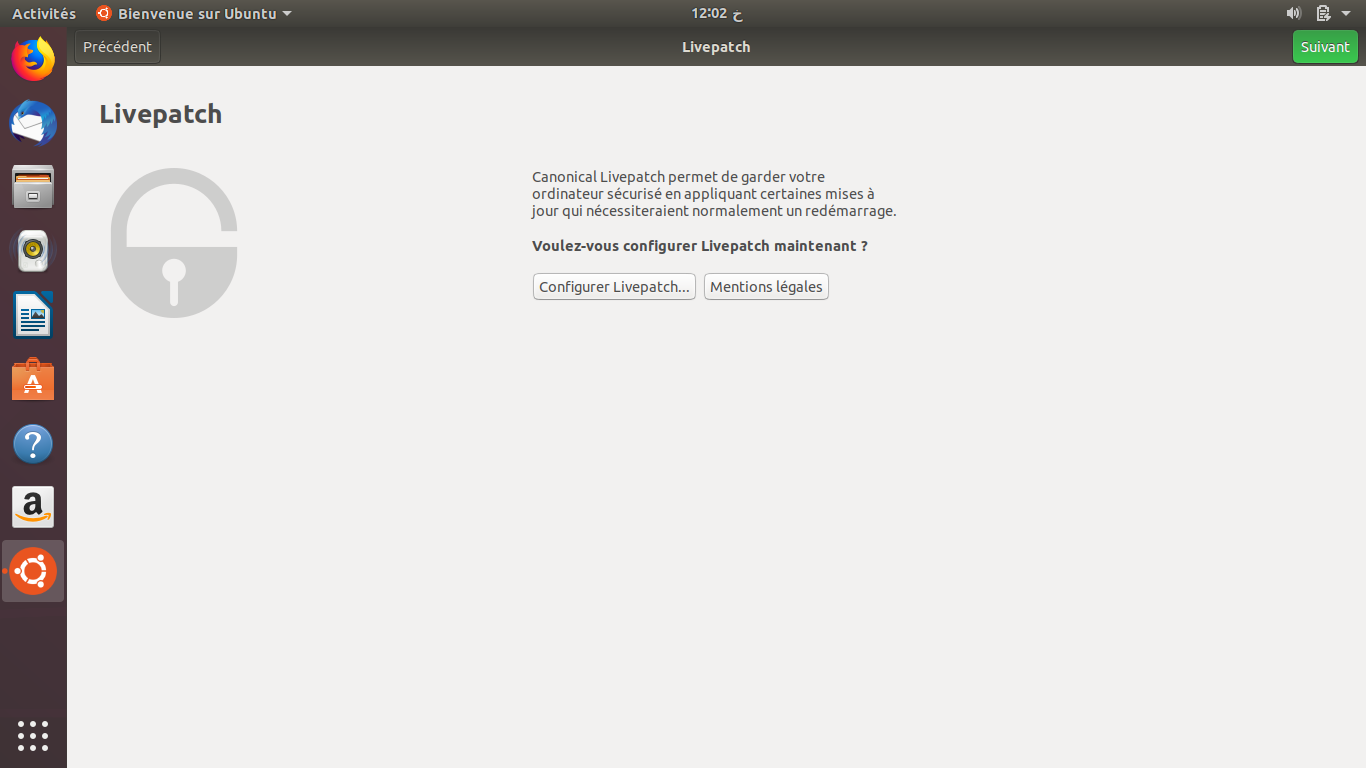 Activités
Bienvenue sur Ubuntu
12:02 خ
Précédent
Livepatch
Suivant
Livepatch
Canonical Livepatch permet de garder votre
ordinateur sécurisé en appliquant certaines mises à
jour qui nécessiteraient normalement un redémarrage.
Voulez-vous configurer Livepatch maintenant ?
Configurer Livepatch...
Mentions légales